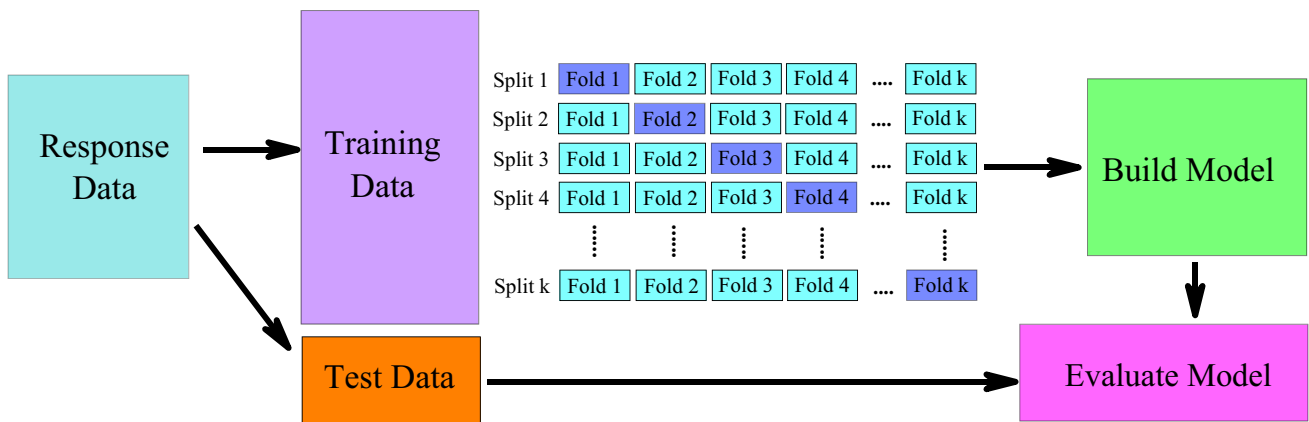 Response
Data
Training
Data
Split 1 Fold 1 Fold 2 Fold 3 Fold 4 .... Fold k
Split 2 Fold 1 Fold 2 Fold 3 Fold 4 .... Fold k
Split 3 Fold 1 Fold 2 Fold 3 Fold 4 .... Fold k
Split 4 Fold 1 Fold 2 Fold 3 Fold 4 .... Fold k
Split k Fold 1 Fold 2 Fold 3 Fold 4 .... Fold k
Build Model
Test Data
Evaluate Model